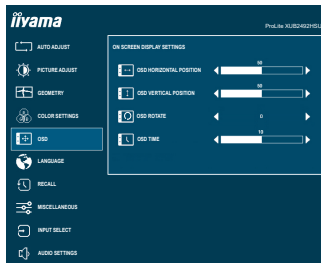 iiyama
ProLite XUB2492HSU
AUTO ADJUST
PICTURE ADJUST
GEOMETRY
COLOR SETTINGS
OSD
LANGUAGE
RECALL
MISCELLANEOUS
INPUT SELECT
AUDIO SETTINGS
ON SCREEN DISPLAY SETTINGS
OSD HORIZONTAL POSITION
50
OSD VERTICAL POSITION
50
OSD ROTATE
0
OSD TIME
10